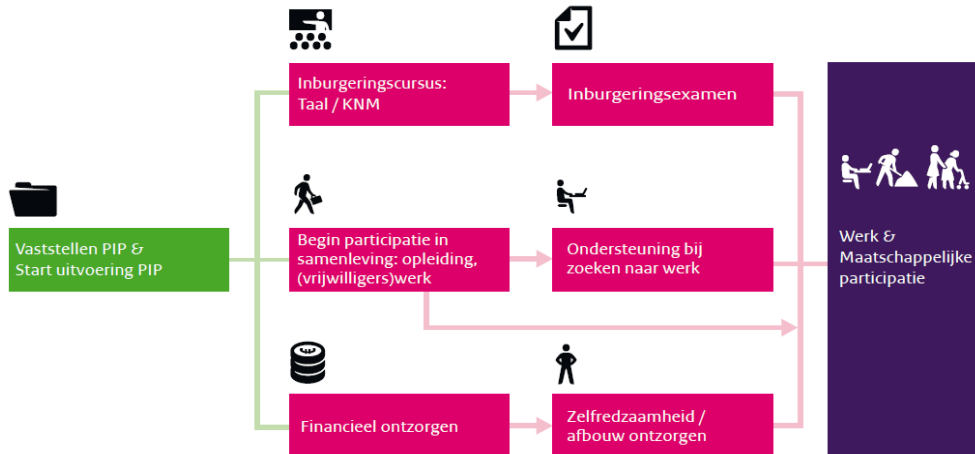 Inburgeringscursus:
Taal / KNM
Inburgeringsexamen
Vaststellen PIP &
Start uitvoering PIP
Begin participatie in
samenleving: opleiding,
(vrijwilligers)werk
Ondersteuning bij
zoeken naar werk
Werk &
Maatschappelijke
participatie
Financieel ontzorgen
Zelfredzaamheid /
afbouw ontzorgen